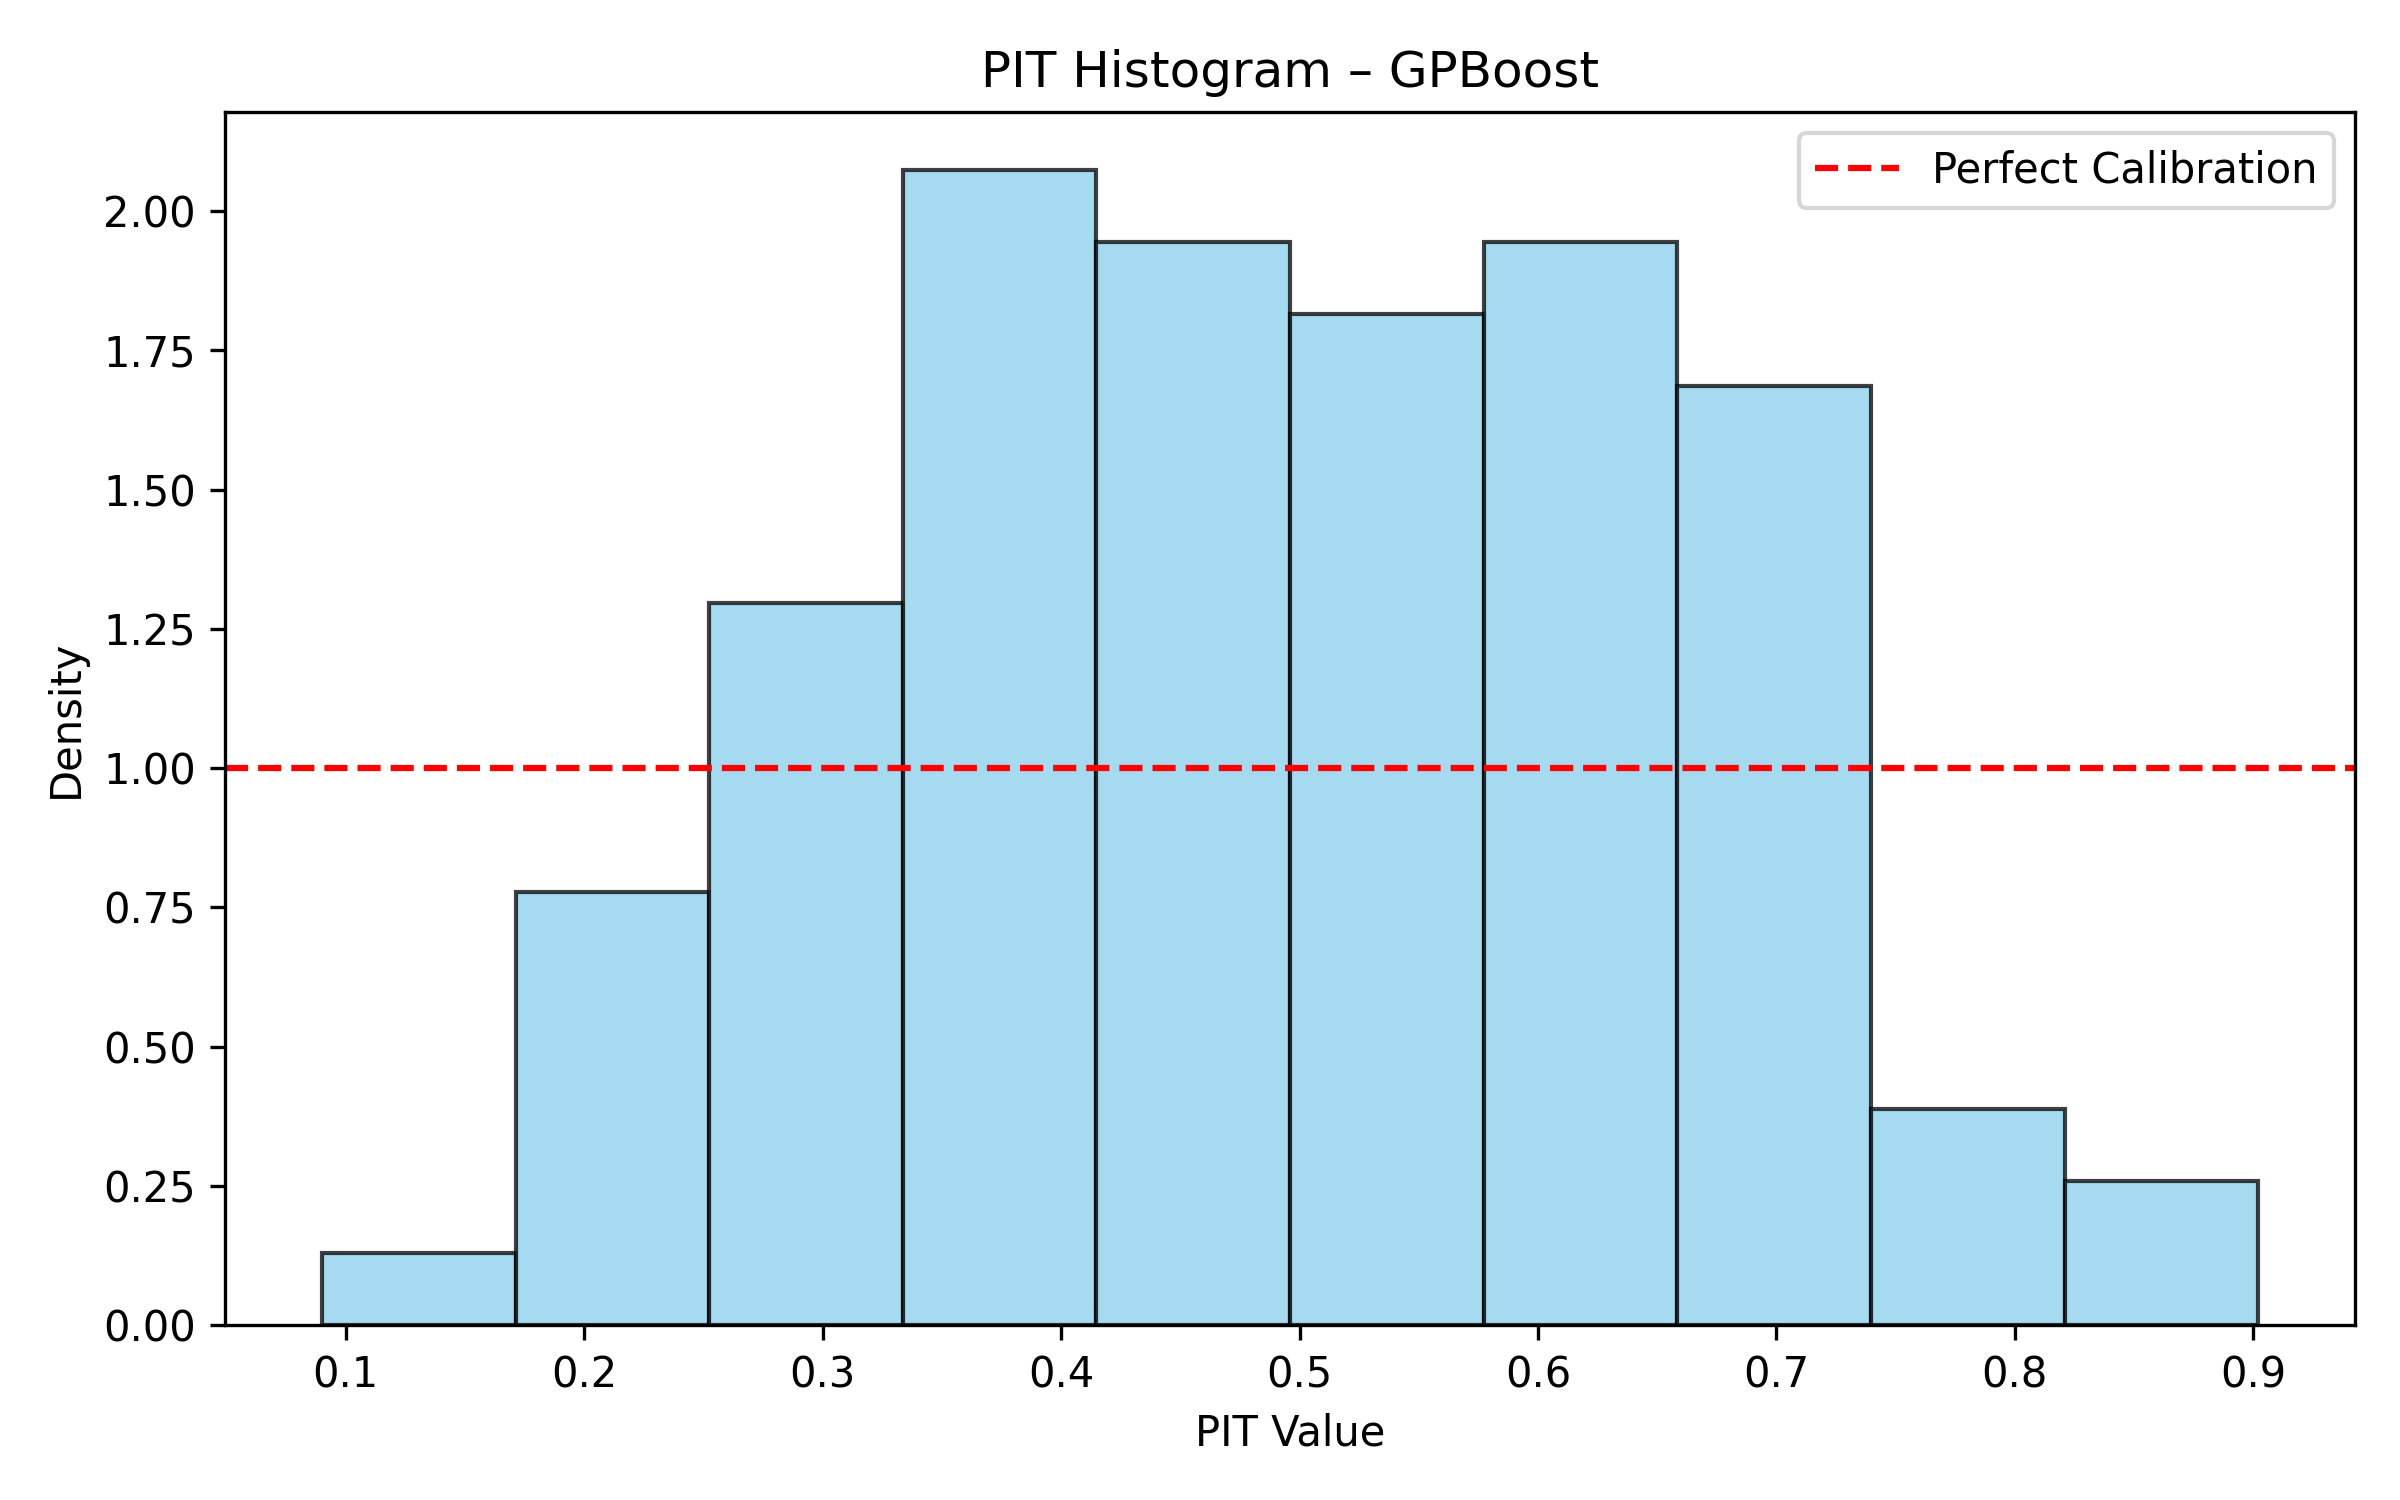 PIT Histogram – GPBoost
Perfect Calibration
Density
2.00
1.75
1.50
1.25
1.00
0.75
0.50
0.25
0.00
0.1 0.2 0.3 0.4 0.5 0.6 0.7 0.8 0.9
PIT Value